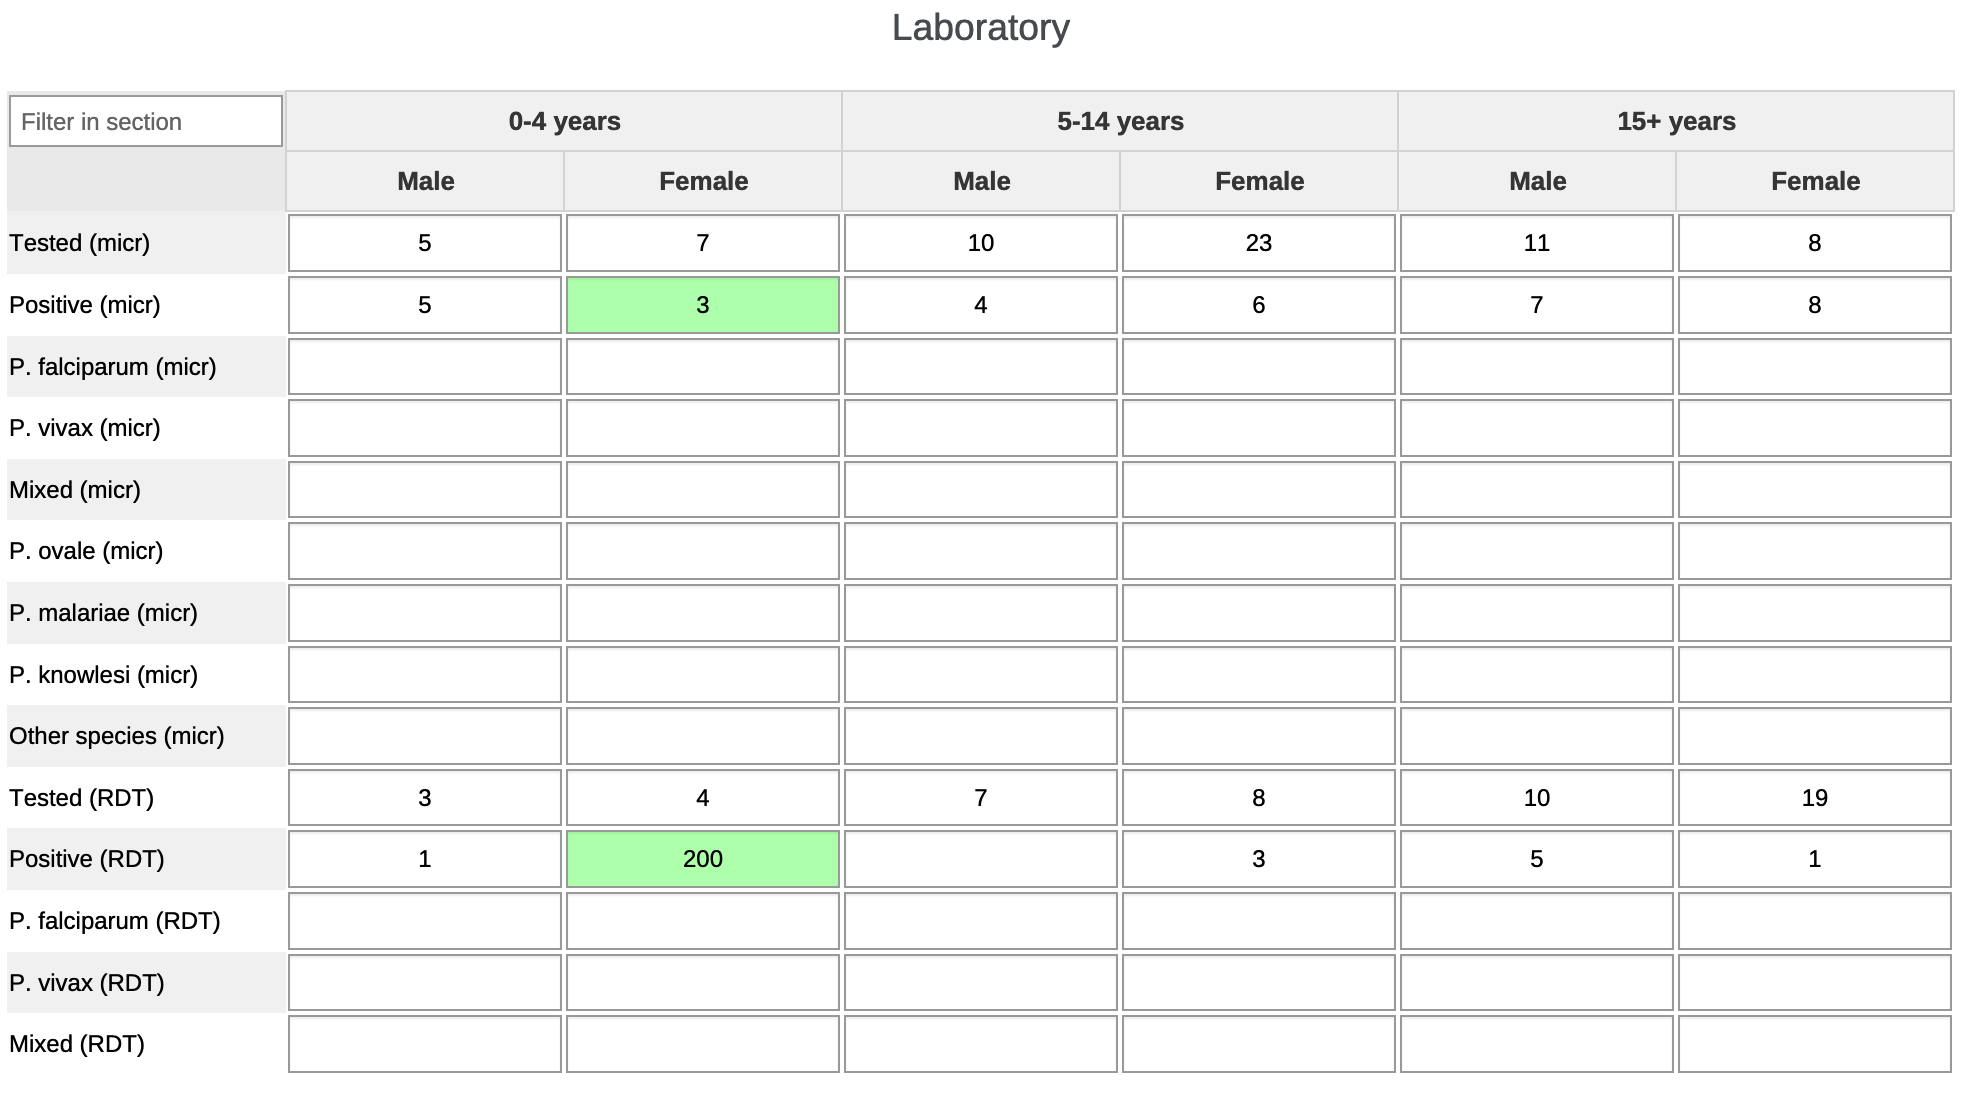 Laboratory
Filter in section 0-4 years 5-14 years 15+ years
Male Female Male Female Male Female
Tested (micr) 5 7 10 23 11 8
Positive (micr) 5 3 4 6 7 8
P. falciparum (micr)
P. vivax (micr)
Mixed (micr)
P. ovale (micr)
P. malariae (micr)
P. knowlesi (micr)
Other species (micr)
Tested (RDT) 3 4 7 8 10 19
Positive (RDT) 1 200 3 5 1
P. falciparum (RDT)
P. vivax (RDT)
Mixed (RDT)